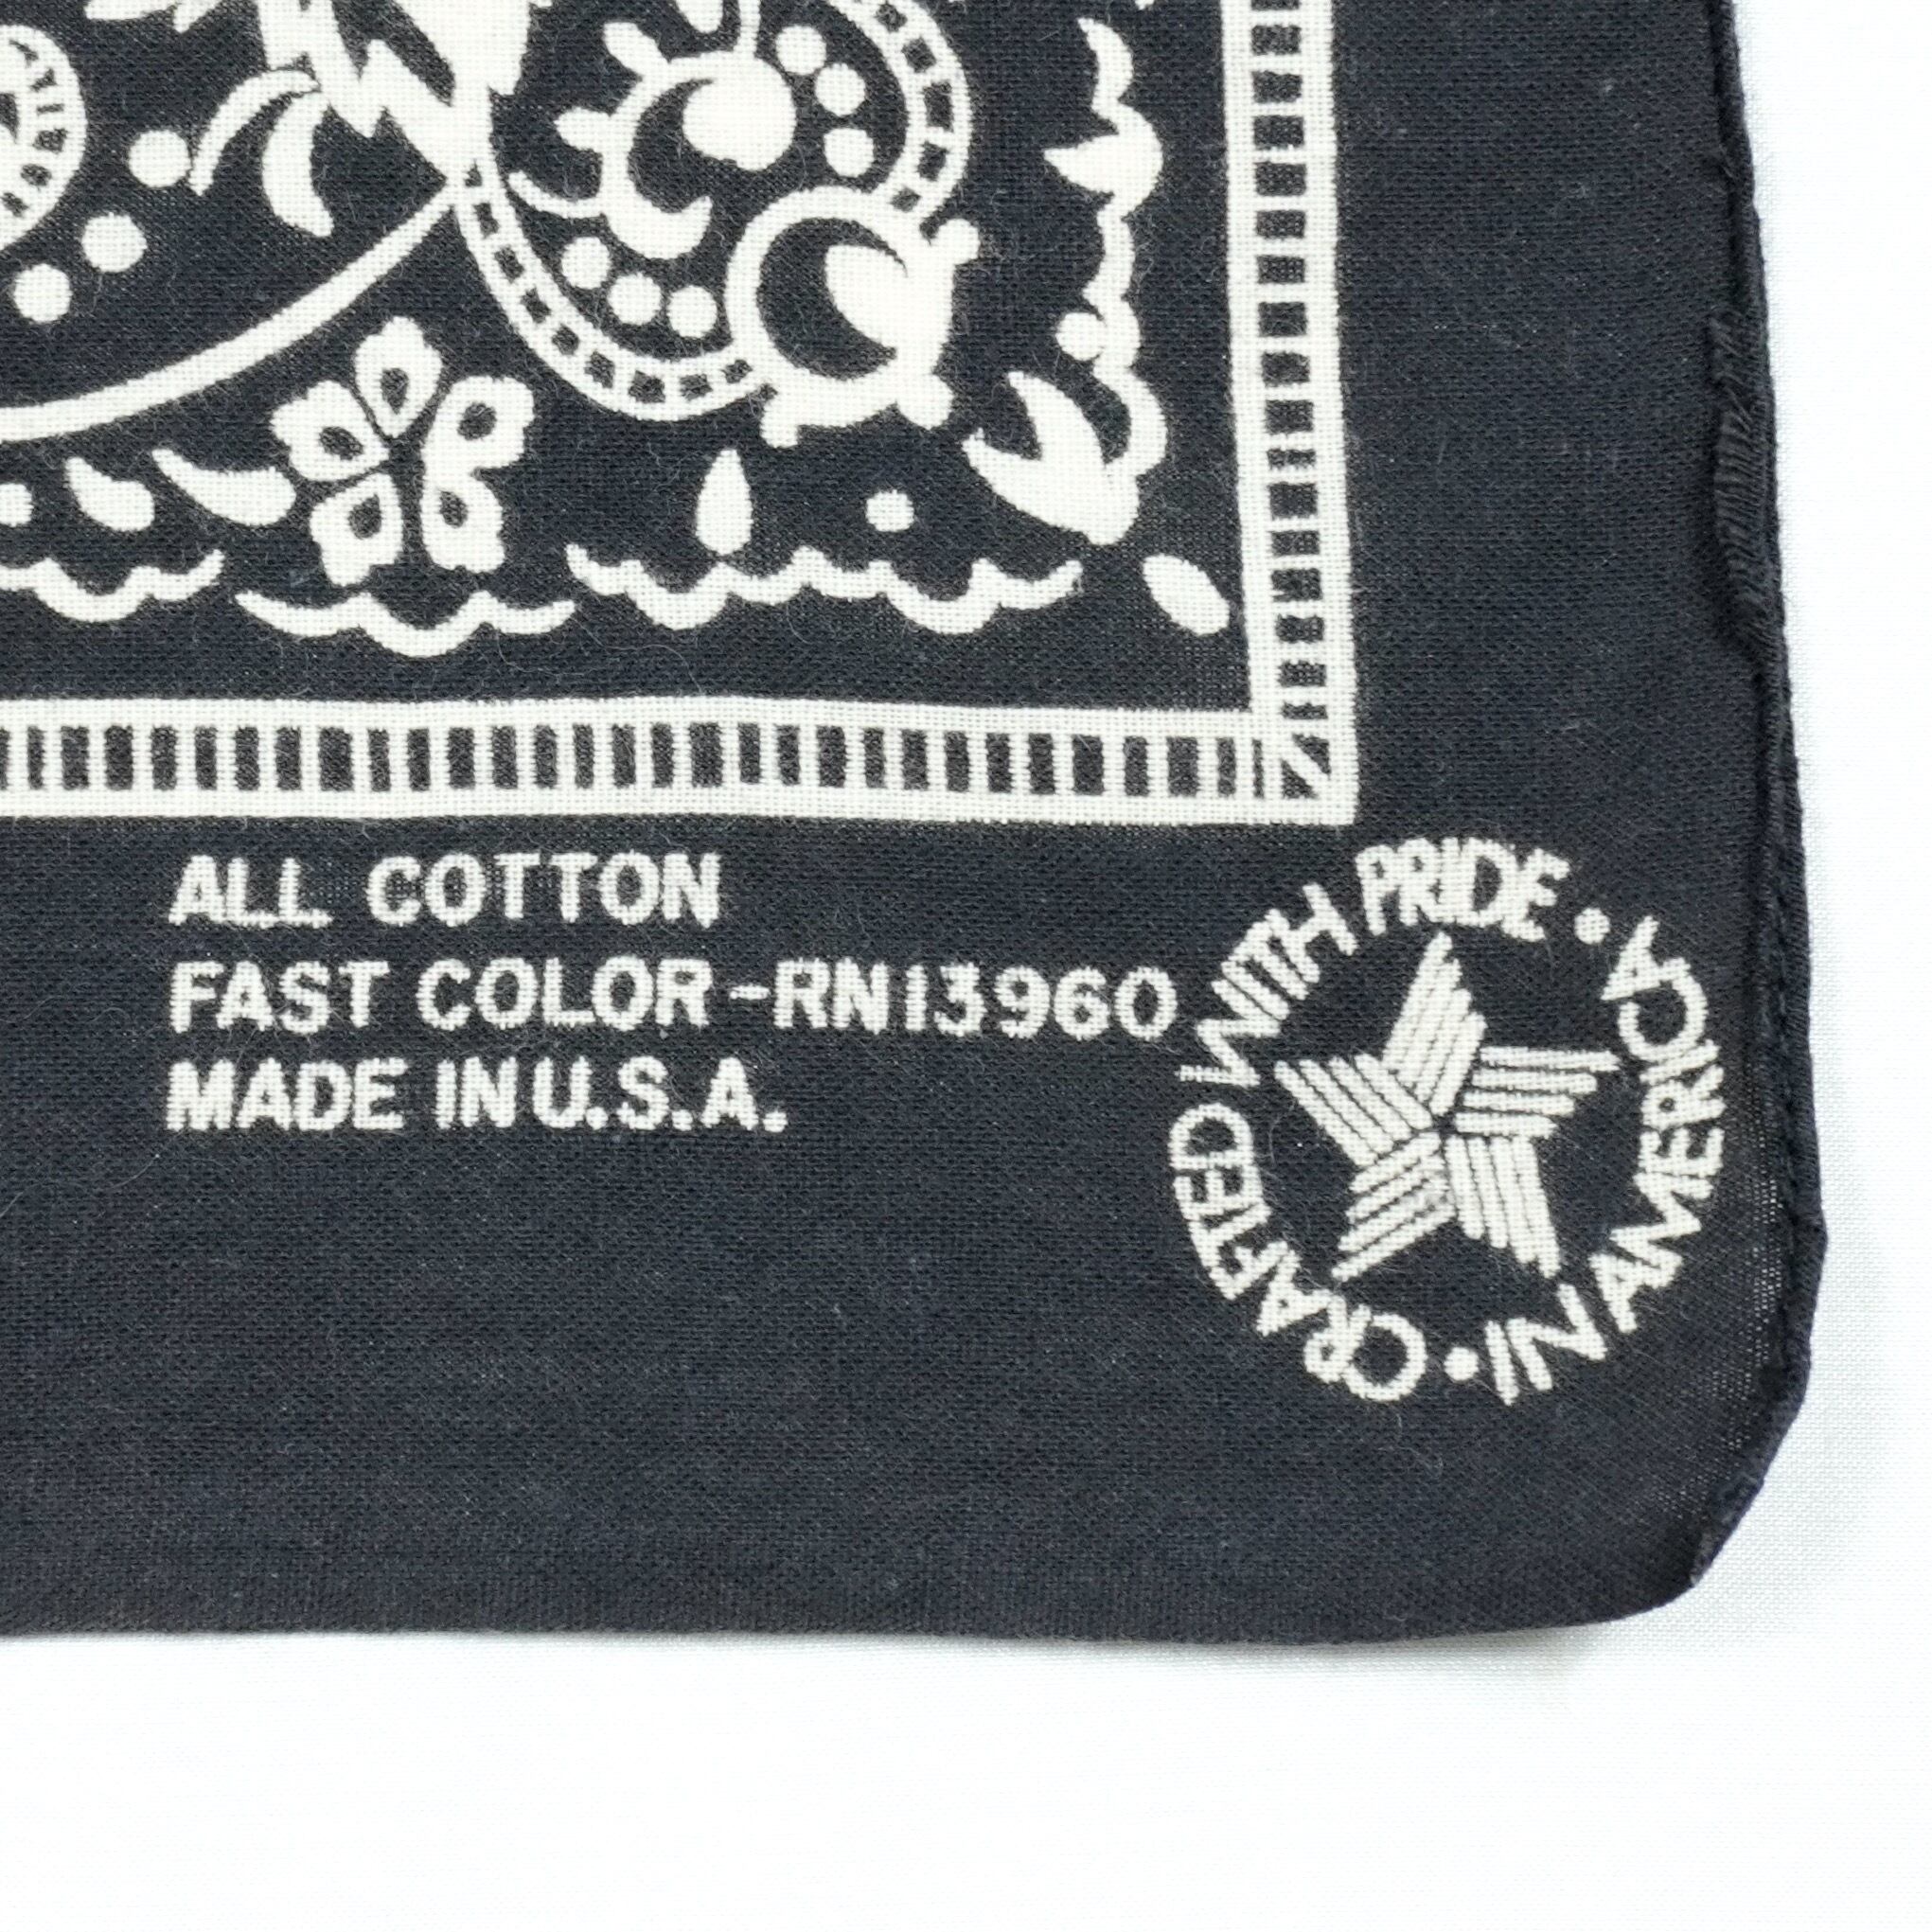 ALL COTTON
FAST COLOR-RN13960
MADE IN U.S.A.
CRAFTED WITH PRIDE • IN AMERICA •